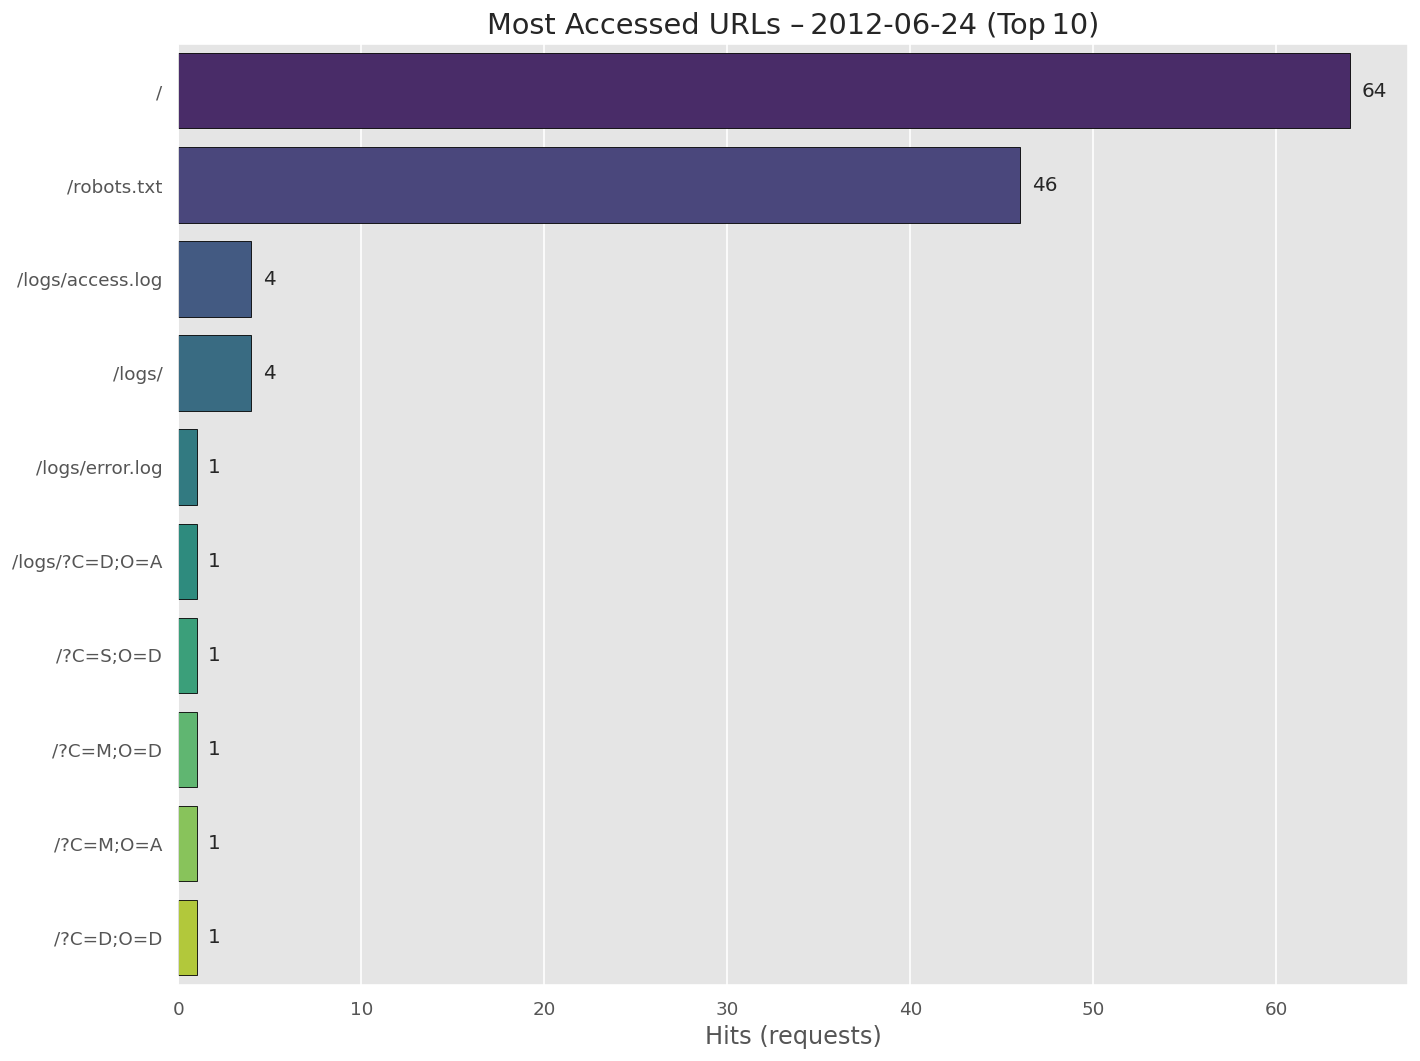 Most Accessed URLs – 2012-06-24 (Top 10)
/ 64
/robots.txt 46
/logs/access.log 4
/logs/ 4
/logs/error.log 1
/logs/?C=D;O=A 1
/?C=S;O=D 1
/?C=M;O=D 1
/?C=M;O=A 1
/?C=D;O=D 1
0 10 20 30 40 50 60
Hits (requests)